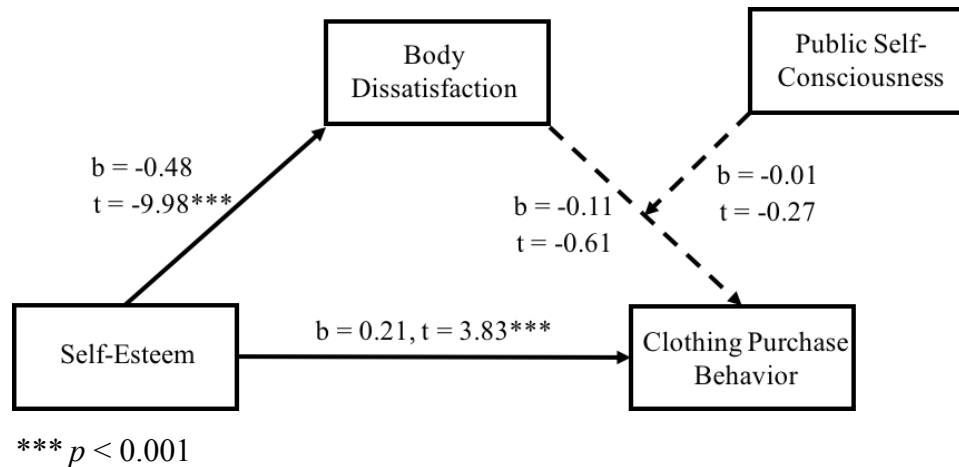 Body
Dissatisfaction
Public Self-
Consciousness
b = -0.48
t = -9.98***
b = -0.11
t = -0.61
b = -0.01
t = -0.27
Self-Esteem
b = 0.21, t = 3.83***
Clothing Purchase
Behavior
*** p < 0.001